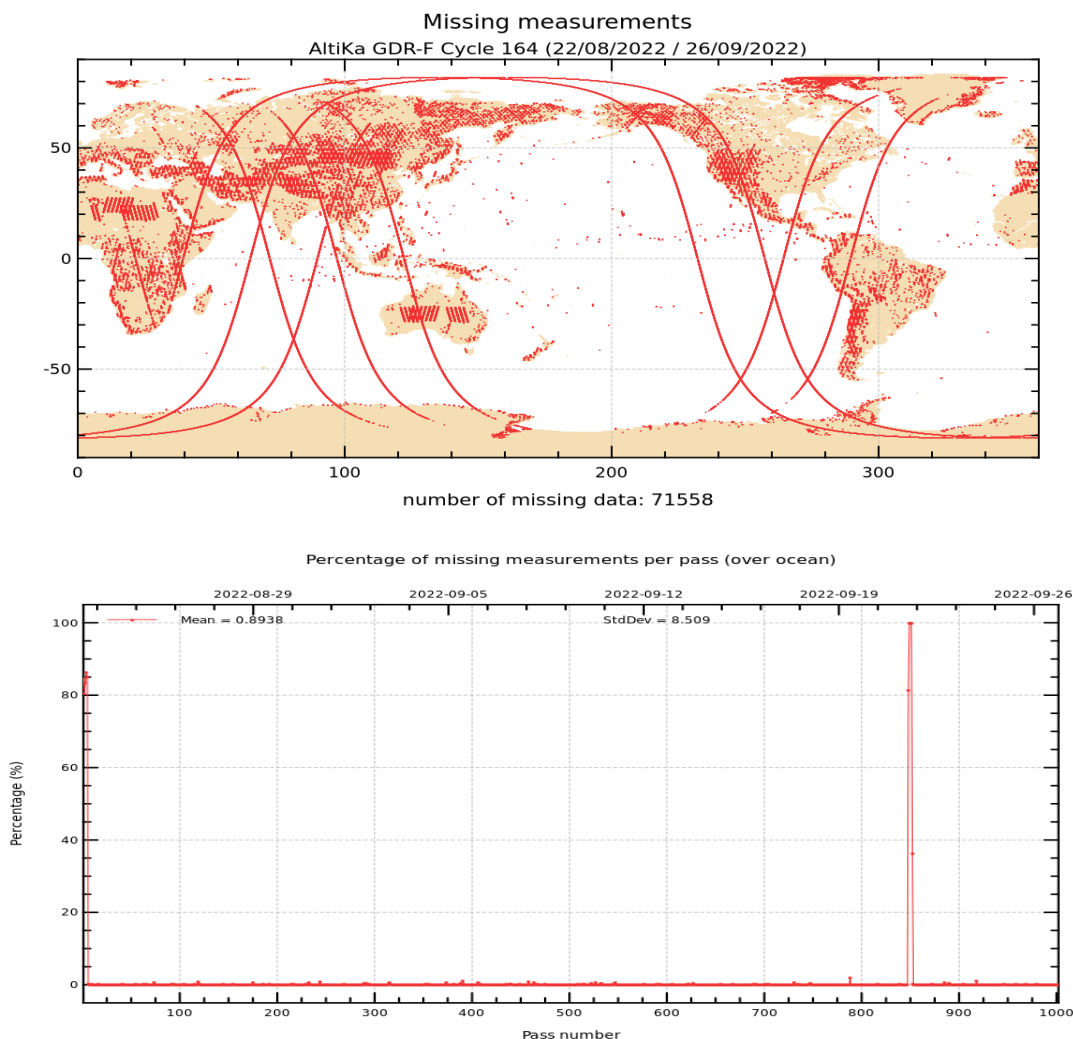 Missing measurements
AltiKa GDR-F Cycle 164 (22/08/2022 / 26/09/2022)
50
0
-50
0 100 200 300
number of missing data: 71558
Percentage of missing measurements per pass (over ocean)
2022-08-29 2022-09-05 2022-09-12 2022-09-19 2022-09-26
Mean = 0.8938 StdDev = 8.509
100
80
60
40
20
0
Percentage (%)
100 200 300 400 500 600 700 800 900 1000
Pass number